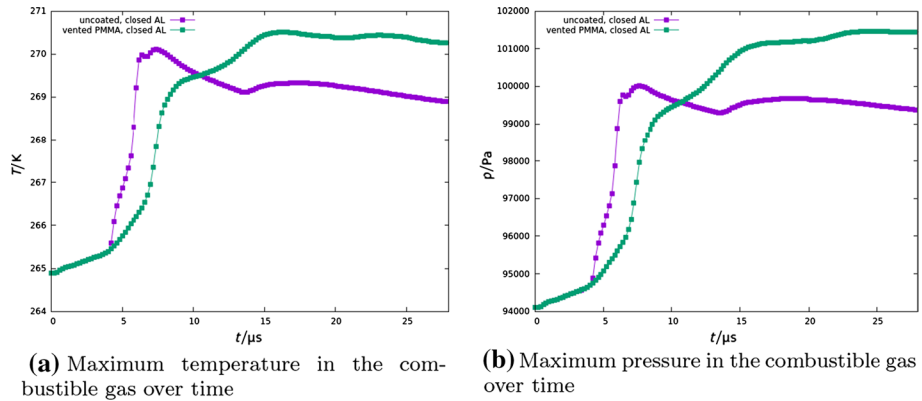 271
270
269
268
267
266
265
264
T/K
uncoated, closed AL
vented PMMA, closed AL
0 5 10 15 20 25
t/µs
(a) Maximum temperature in the com-
bustible gas over time
101000
100000
99000
98000
97000
96000
95000
94000
p/Pa
uncoated, closed AL
vented PMMA, closed AL
0 5 10 15 20 25
t/µs
(b) Maximum pressure in the combustible gas
over time